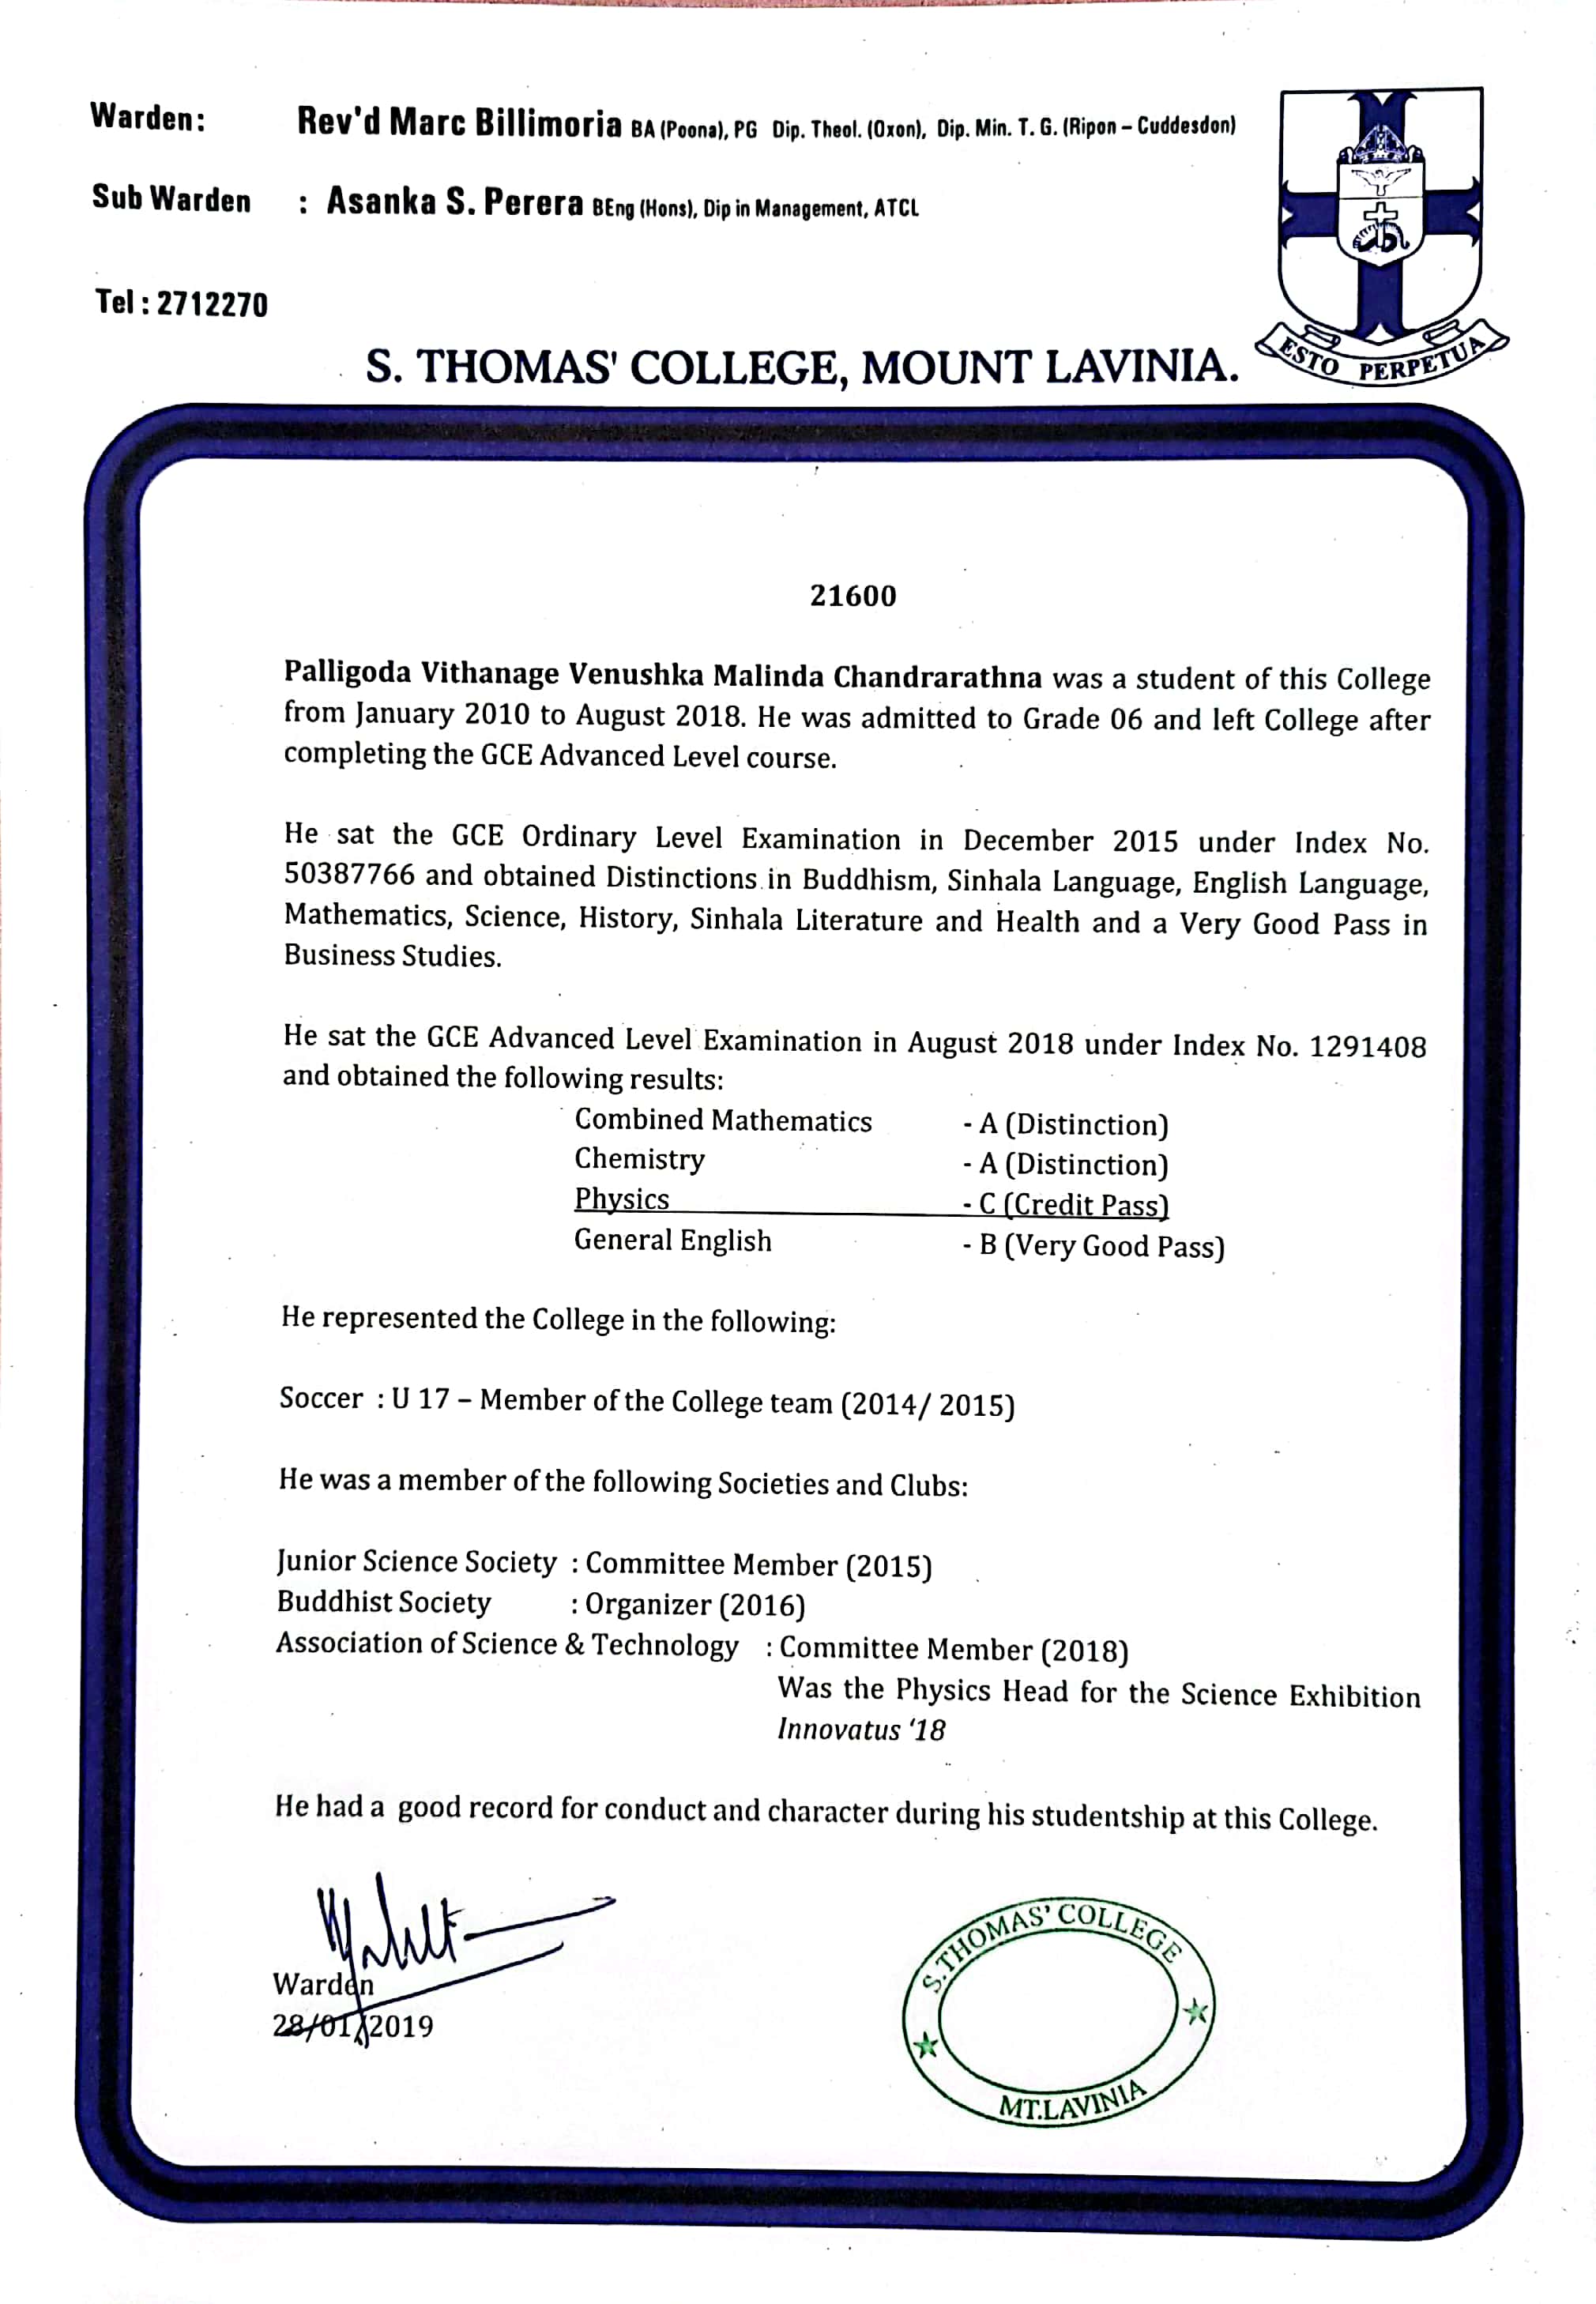 Warden: Rev'd Marc Billimoria BA (Poona), PG Dip. Theol. (Oxon), Dip. Min. T. G. (Ripon – Cuddesdon)
Sub Warden : Asanka S. Perera BEng (Hons), Dip in Management, ATCL
Tel : 2712270
ESTO PERPETUA
S. THOMAS' COLLEGE, MOUNT LAVINIA.
21600
Palligoda Vithanage Venushka Malinda Chandrarathna was a student of this College
from January 2010 to August 2018. He was admitted to Grade 06 and left College after
completing the GCE Advanced Level course.
He sat the GCE Ordinary Level Examination in December 2015 under Index No.
50387766 and obtained Distinctions in Buddhism, Sinhala Language, English Language,
Mathematics, Science, History, Sinhala Literature and Health and a Very Good Pass in
Business Studies.
He sat the GCE Advanced Level Examination in August 2018 under Index No. 1291408
and obtained the following results:
Combined Mathematics - A (Distinction)
Chemistry - A (Distinction)
Physics - C (Credit Pass)
General English - B (Very Good Pass)
He represented the College in the following:
Soccer : U 17 – Member of the College team (2014/ 2015)
He was a member of the following Societies and Clubs:
Junior Science Society : Committee Member (2015)
Buddhist Society : Organizer (2016)
Association of Science & Technology : Committee Member (2018)
Was the Physics Head for the Science Exhibition
Innovatus '18
He had a good record for conduct and character during his studentship at this College.
Warden
28/01/2019
S.THOMAS' COLLEGE
MT.LAVINIA